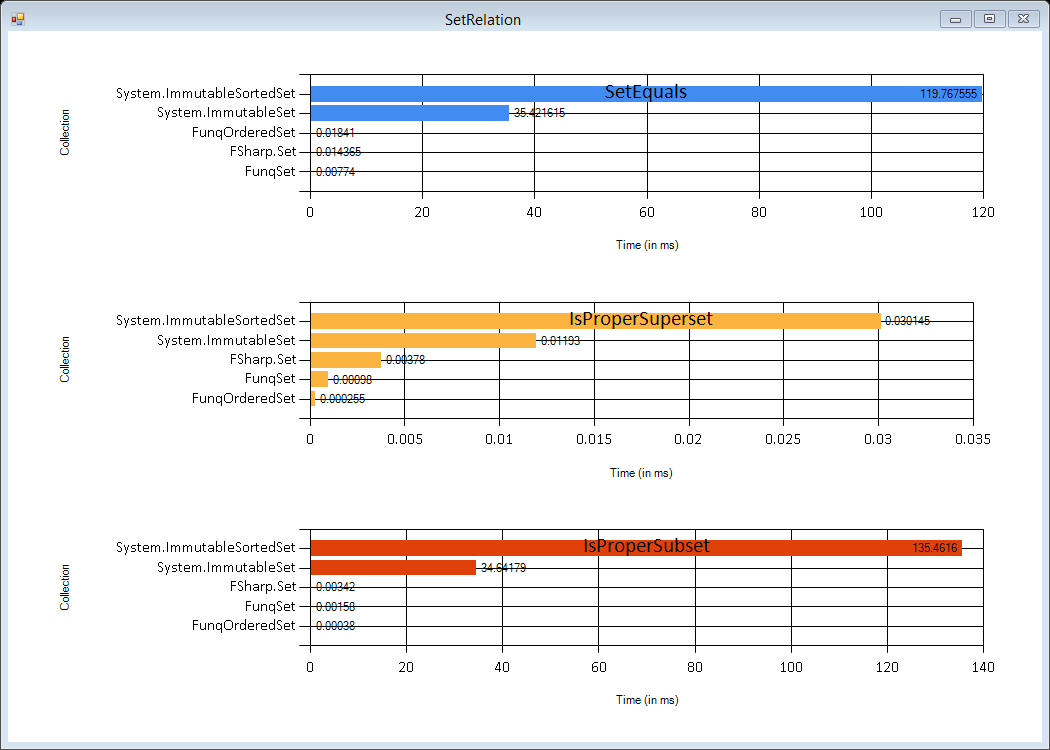 SetRelation
SetEquals
Collection
System.ImmutableSortedSet 119.767555
System.ImmutableSet 35.421615
FunqOrderedSet 0.01841
FSharp.Set 0.014365
FunqSet 0.00774
0 20 40 60 80 100 120
Time (in ms)
IsProperSuperset
Collection
System.ImmutableSortedSet 0.030145
System.ImmutableSet 0.01193
FSharp.Set 0.00378
FunqSet 0.00098
FunqOrderedSet 0.000255
0 0.005 0.01 0.015 0.02 0.025 0.03 0.035
Time (in ms)
IsProperSubset
Collection
System.ImmutableSortedSet 135.4616
System.ImmutableSet 34.64179
FSharp.Set 0.00342
FunqSet 0.00158
FunqOrderedSet 0.00038
0 20 40 60 80 100 120 140
Time (in ms)